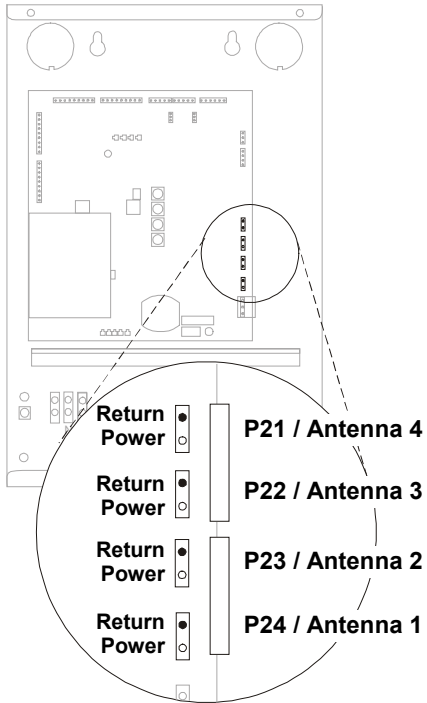 Return
Power
P21 / Antenna 4
Return
Power
P22 / Antenna 3
Return
Power
P23 / Antenna 2
Return
Power
P24 / Antenna 1